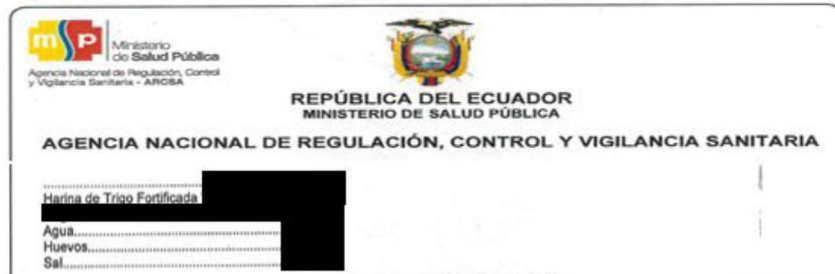 msp Ministerio
de Salud Pública
Agencia Nacional de Regulación, Control
y Vigilancia Sanitaria - ARCSA
REPÚBLICA DEL ECUADOR
MINISTERIO DE SALUD PÚBLICA
AGENCIA NACIONAL DE REGULACIÓN, CONTROL Y VIGILANCIA SANITARIA
Harina de Trigo Fortificada
Agua
Huevos
Sal